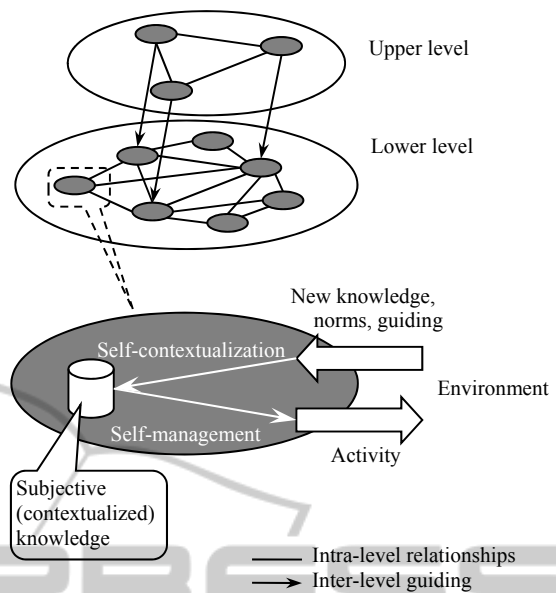 Upper level
Lower level
New knowledge,
norms, guiding
Self-contextualization
Environment
Self-management
Activity
Subjective
(contextualized)
knowledge
Intra-level relationships
Inter-level guiding